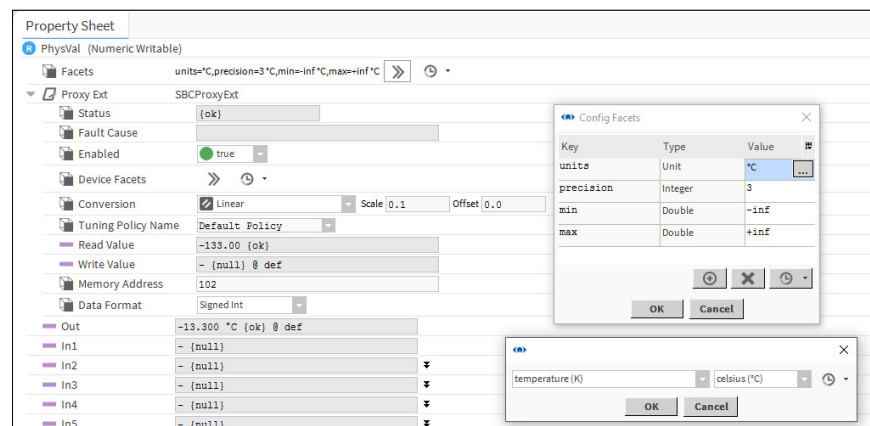 Property Sheet
PhysVal (Numeric Writable)
Facets units=°C,precision=3 °C,min=-inf °C,max=+inf °C
Proxy Ext SBCProxyExt
Status {ok}
Fault Cause
Enabled true
Device Facets
Conversion Linear Scale 0.1 Offset 0.0
Tuning Policy Name Default Policy
Read Value -133.00 {ok}
Write Value - {null} @ def
Memory Address 102
Data Format Signed Int
Out -13.300 °C {ok} @ def
In1 - {null}
In2 - {null}
In3 - {null}
In4 - {null}
In5 - {null}
Config Facets
Key Type Value
units Unit °C ...
precision Integer 3
min Double -inf
max Double +inf
OK Cancel
temperature (K) celsius (°C)
OK Cancel